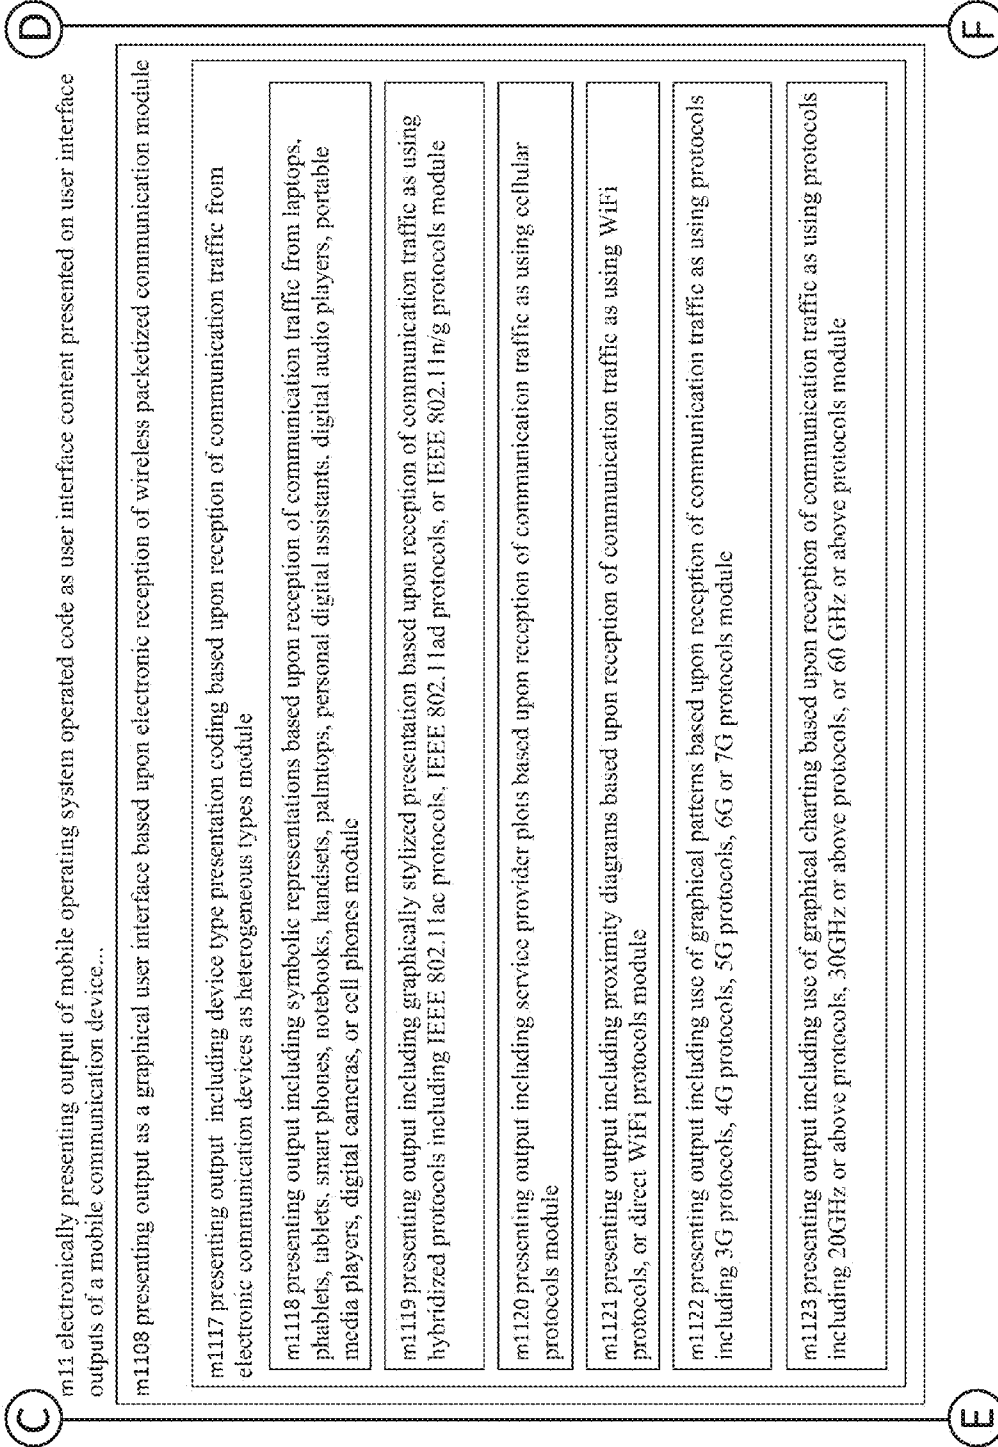 C
D
m11 electronically presenting output of mobile operating system operated code as user interface content presented on user interface
outputs of a mobile communication device...
m1108 presenting output as a graphical user interface based upon electronic reception of wireless packetized communication module
m1117 presenting output including device type presentation coding based upon reception of communication traffic from
electronic communication devices as heterogeneous types module
m1118 presenting output including symbolic representations based upon reception of communication traffic from laptops,
phablets, tablets, smart phones, notebooks, handsets, palmtops, personal digital assistants, digital audio players, portable
media players, digital cameras, or cell phones module
m1119 presenting output including graphically stylized presentation based upon reception of communication traffic as using
hybridized protocols including IEEE 802.11ac protocols, IEEE 802.11ad protocols, or IEEE 802.11n/g protocols module
m1120 presenting output including service provider plots based upon reception of communication traffic as using cellular
protocols module
m1121 presenting output including proximity diagrams based upon reception of communication traffic as using WiFi
protocols, or direct WiFi protocols module
m1122 presenting output including use of graphical patterns based upon reception of communication traffic as using protocols
including 3G protocols, 4G protocols, 5G protocols, 6G or 7G protocols module
m1123 presenting output including use of graphical charting based upon reception of communication traffic as using protocols
including 20GHz or above protocols, 30GHz or above protocols, or 60 GHz or above protocols module
E
F